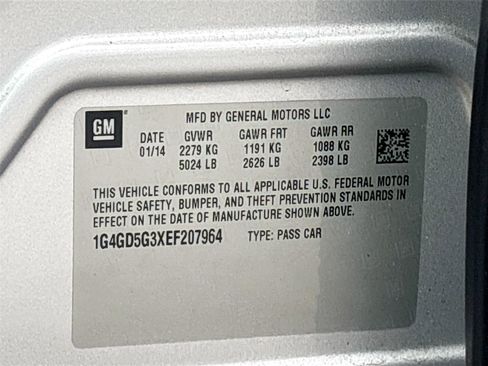 GM
MFD BY GENERAL MOTORS LLC
DATE GVWR GAWR FRT GAWR RR
01/14 2279 KG 1191 KG 1088 KG
5024 LB 2626 LB 2398 LB
THIS VEHICLE CONFORMS TO ALL APPLICABLE U.S. FEDERAL MOTOR
VEHICLE SAFETY, BUMPER, AND THEFT PREVENTION STANDARDS IN
EFFECT ON THE DATE OF MANUFACTURE SHOWN ABOVE.
1G4GD5G3XEF207964 TYPE: PASS CAR